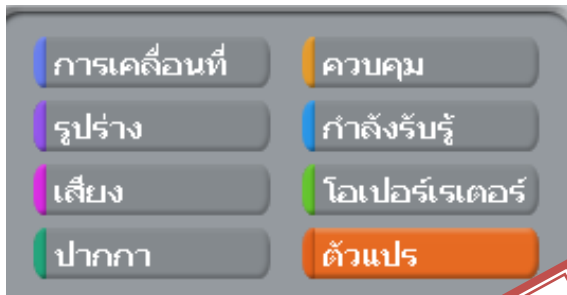 การเคลื่อนที่ ควบคุม
รูปร่าง กำลังรับรู้
เสียง โอเปอร์เรเตอร์
ปากกา ตัวแปร